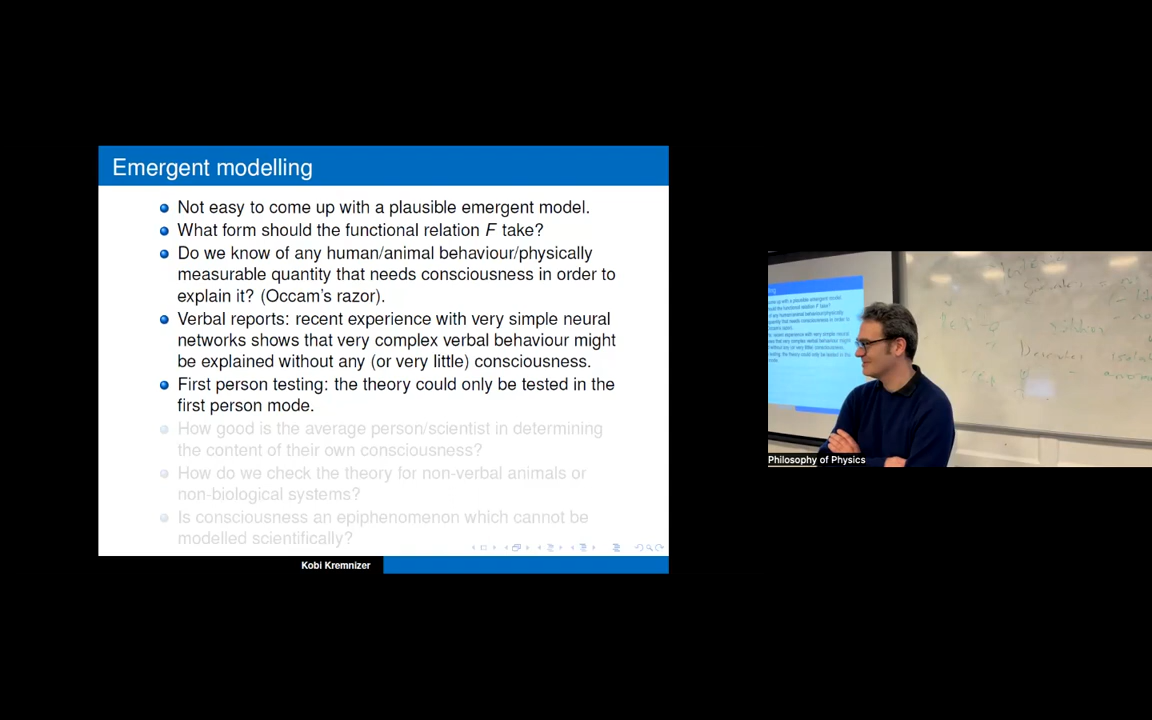 Emergent modelling
Not easy to come up with a plausible emergent model.
What form should the functional relation F take?
Do we know of any human/animal behaviour/physically
measurable quantity that needs consciousness in order to
explain it? (Occam's razor).
Verbal reports: recent experience with very simple neural
networks shows that very complex verbal behaviour might
be explained without any (or very little) consciousness.
First person testing: the theory could only be tested in the
first person mode.
How good is the average person/scientist in determining
the content of their own consciousness?
How do we check the theory for non-verbal animals or
non-biological systems?
Is consciousness an epiphenomenon which cannot be
modelled scientifically?
Kobi Kremnizer
Philosophy of Physics